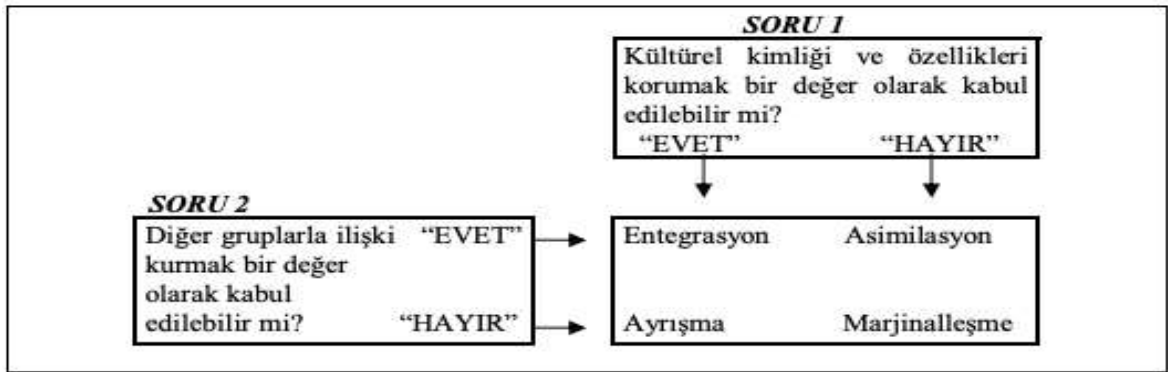 SORU 1
Kültürel kimliği ve özellikleri
korumak bir değer olarak kabul
edilebilir mi?
“EVET” “HAYIR”
SORU 2
Diğer gruplarla ilişki “EVET”
kurmak bir değer
olarak kabul
edilebilir mi? “HAYIR”
Entegrasyon Asimilasyon
Ayrışma Marjinalleşme